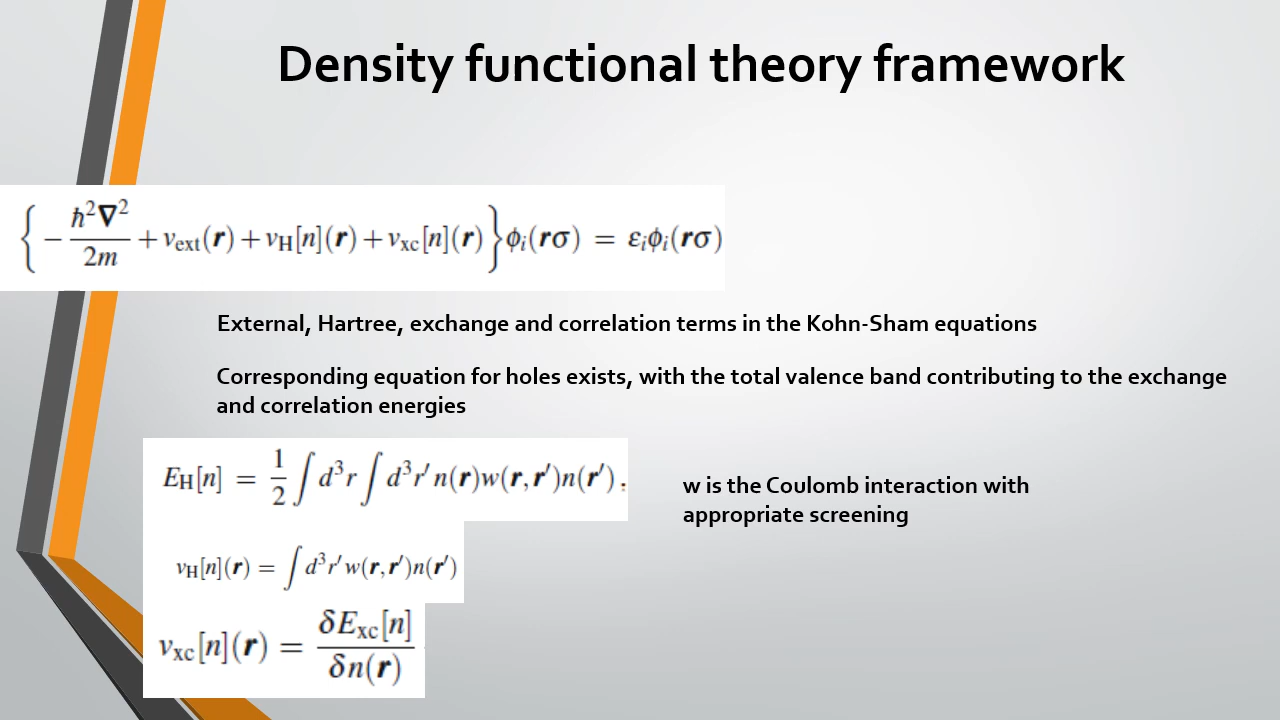 Density functional theory framework
{ − ħ²∇²/2m + v_ext(r) + v_H[n](r) + v_xc[n](r) } ϕ_i(rσ) = ε_iϕ_i(rσ)
External, Hartree, exchange and correlation terms in the Kohn-Sham equations
Corresponding equation for holes exists, with the total valence band contributing to the exchange
and correlation energies
E_H[n] = 1/2 ∫ d³r ∫ d³r′ n(r)w(r,r′)n(r′) .
w is the Coulomb interaction with
appropriate screening
v_H[n](r) = ∫ d³r′ w(r,r′)n(r′)
v_xc[n](r) = δE_xc[n]/δn(r)